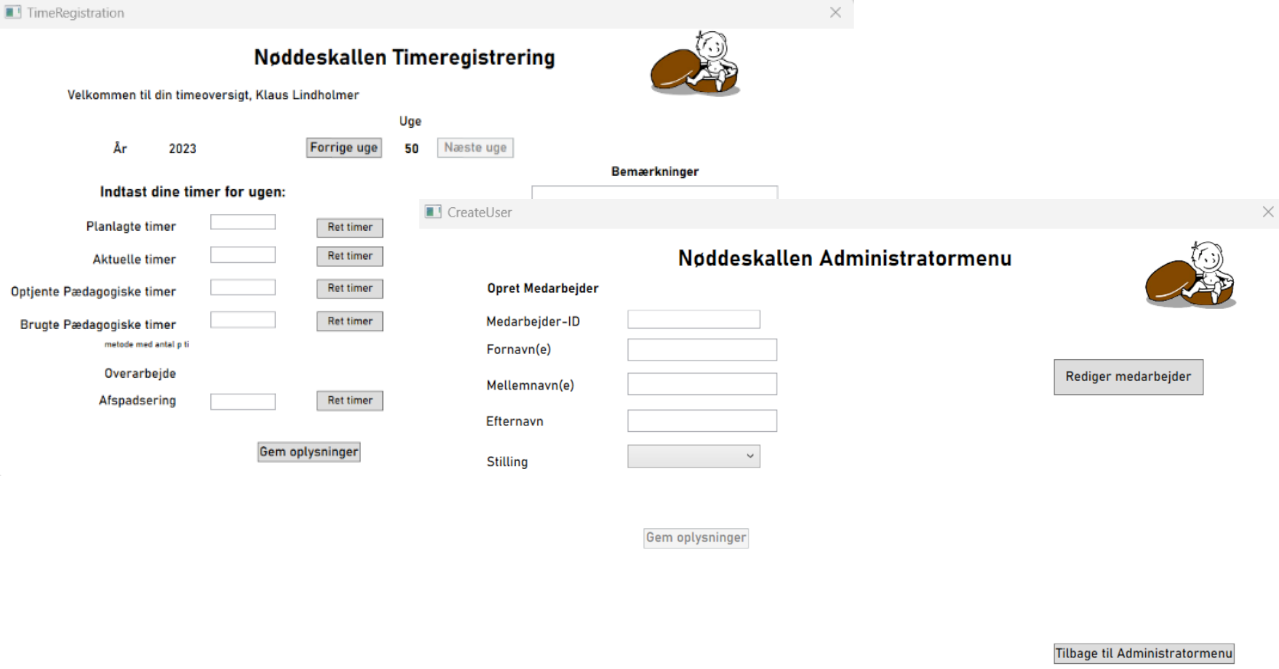 TimeRegistration
Nøddeskallen Timeregistrering
Velkommen til din timeoversigt, Klaus Lindholmer
Uge
År 2023 Forrige uge 50 Næste uge
Bemærkninger
Indtast dine timer for ugen:
Planlagte timer Ret timer
Aktuelle timer Ret timer
Optjente Pædagogiske timer Ret timer
Brugte Pædagogiske timer Ret timer
metode med antal p ti
Overarbejde
Afspadsering Ret timer
Gem oplysninger
CreateUser
Nøddeskallen Administratormenu
Opret Medarbejder
Medarbejder-ID
Fornavn(e)
Rediger medarbejder
Mellemnavn(e)
Efternavn
Stilling
Gem oplysninger
Tilbage til Administratormenu